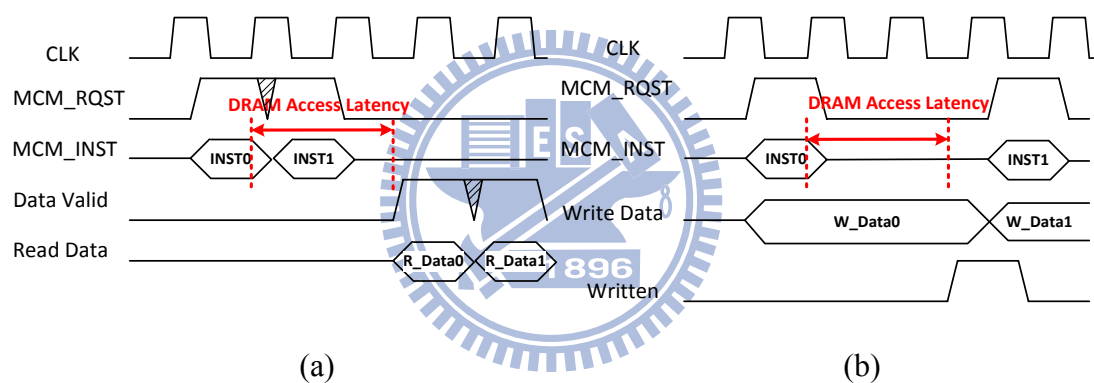 CLK
MCM_RQST
DRAM Access Latency
MCM_INST
INST0
INST1
Data Valid
Read Data
R_Data0
R_Data1
(a)
CLK
MCM_RQST
DRAM Access Latency
MCM_INST
INST0
INST1
Write Data
W_Data0
W_Data1
Written
(b)
E S
8
1896